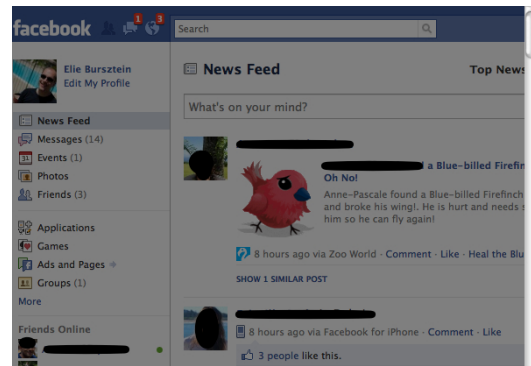 facebook
1
3
Search
Elie Bursztein
Edit My Profile
News Feed
Messages (14)
31 Events (1)
Photos
Friends (3)
Applications
Games
Ads and Pages
Groups (1)
More
Friends Online
News Feed
Top News
What's on your mind?
a Blue-billed Firefin
Oh No!
Anne-Pascale found a Blue-billed Firefinch
and broke his wing!. He is hurt and needs
him so he can fly again!
8 hours ago via Zoo World · Comment · Like · Heal the Blu
SHOW 1 SIMILAR POST
8 hours ago via Facebook for iPhone · Comment · Like
3 people like this.